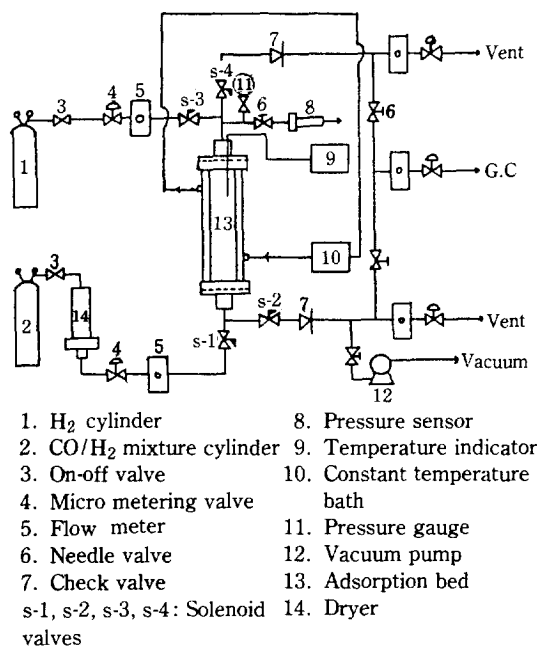 7
Vent
s-4
11
4
5
s-3
6
8
3
6
9
G.C
1
13
10
3
s-2
7
14
Vent
2
s-1
4
5
Vacuum
12
1. H₂ cylinder
2. CO/H₂ mixture cylinder
3. On-off valve
4. Micro metering valve
5. Flow meter
6. Needle valve
7. Check valve
s-1, s-2, s-3, s-4: Solenoid
valves
8. Pressure sensor
9. Temperature indicator
10. Constant temperature
bath
11. Pressure gauge
12. Vacuum pump
13. Adsorption bed
14. Dryer